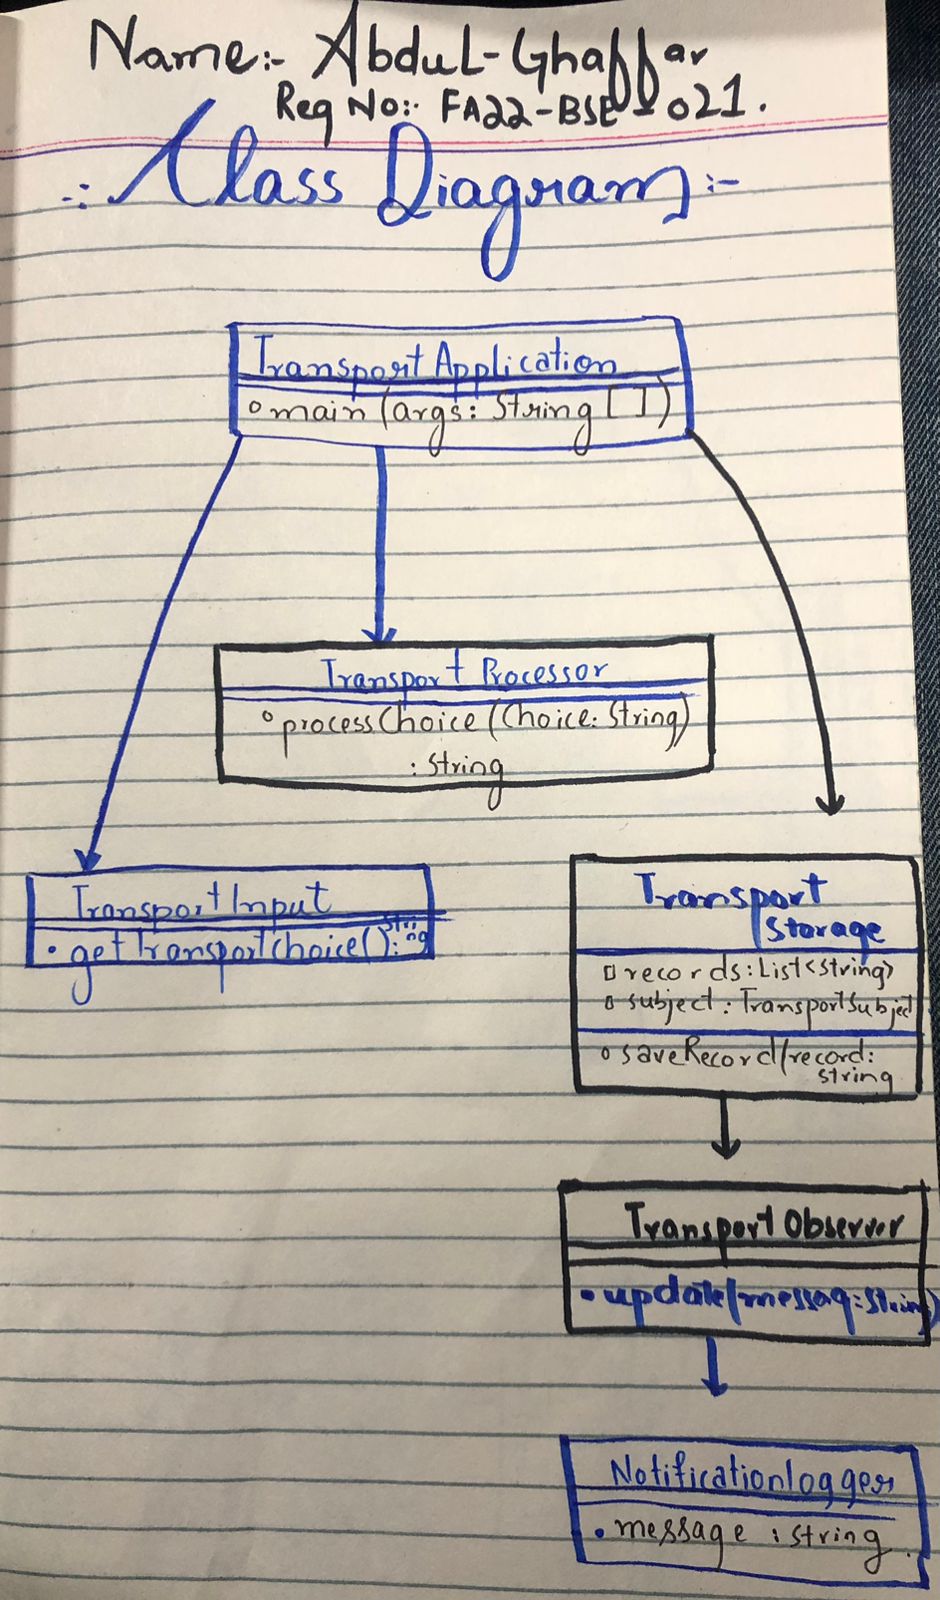 Name:- Abdul-Ghaffar
Reg No:- FA22-BSE-021.
.: Class Diagram:-
Transport Application
main (args: String [ ])
Transport Processor
processChoice (Choice: String)
: String
Transport Input
• getTransportchoice(): String
Transport
Storage
records: List<string>
subject: TransportSubject
saveRecord(record:
string
Transport Observer
• update(messag: String)
Notificationlogger
• message : string